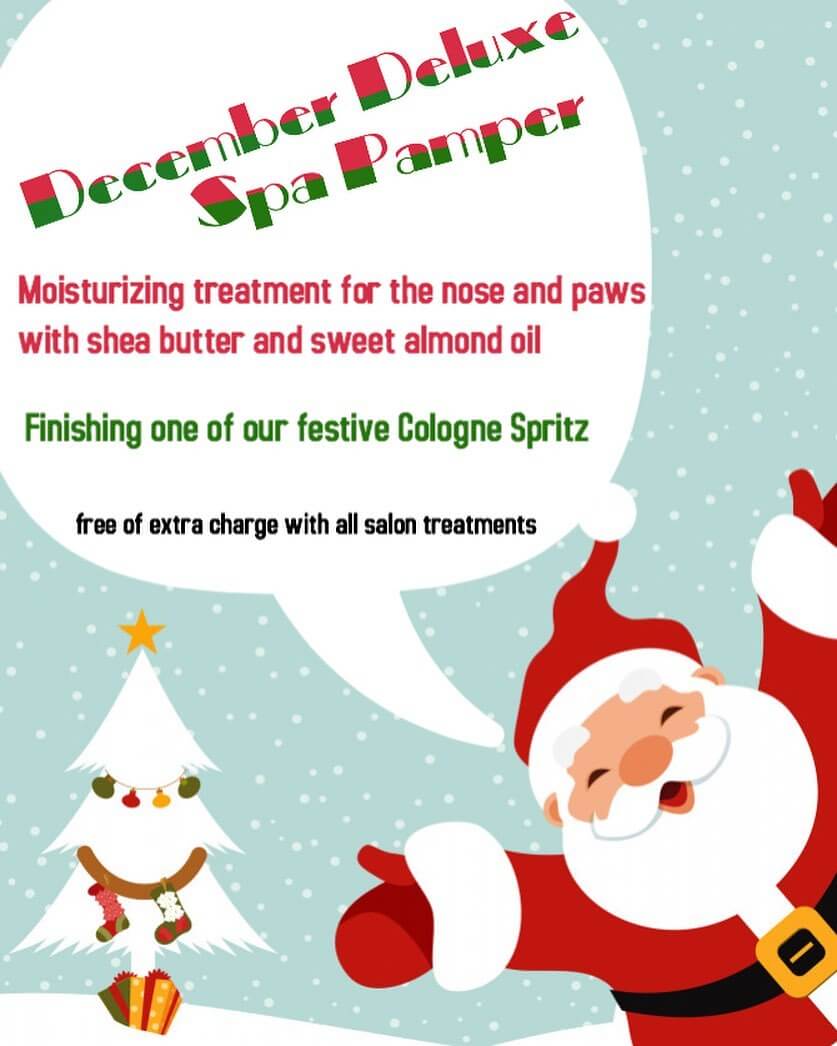 December Deluxe
Spa Pamper
Moisturizing treatment for the nose and paws
with shea butter and sweet almond oil
Finishing one of our festive Cologne Spritz
free of extra charge with all salon treatments